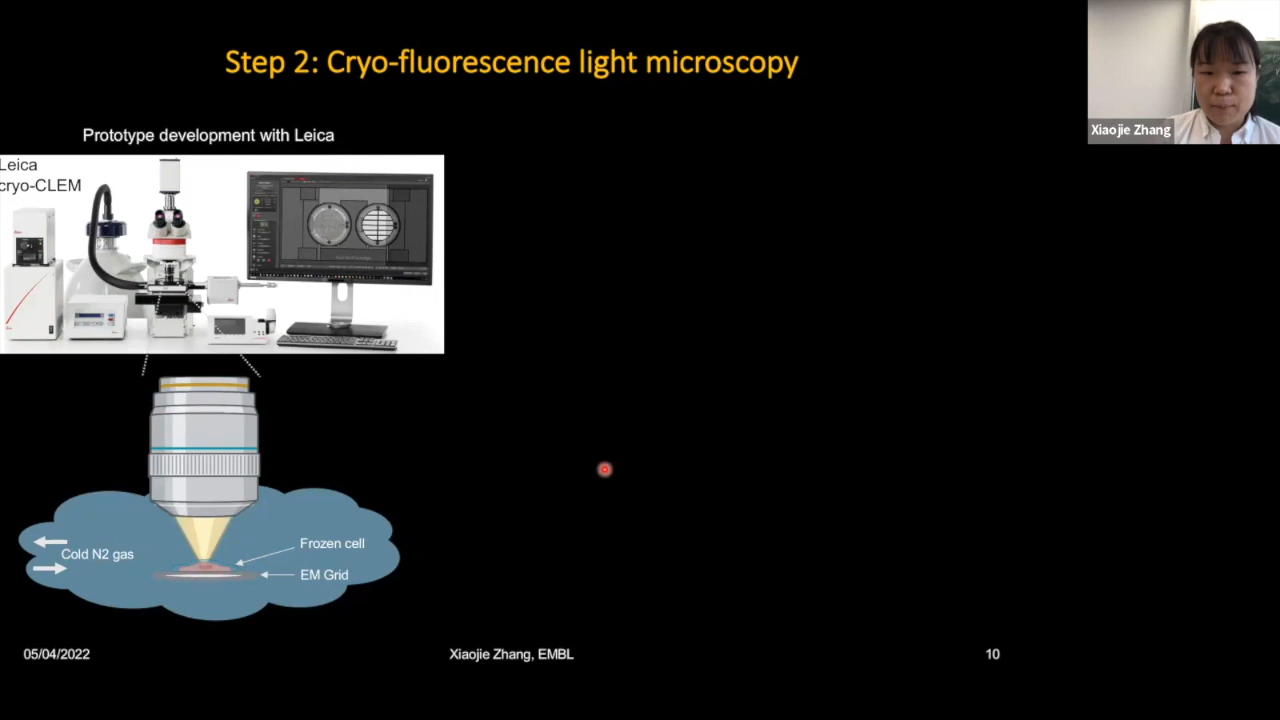 Step 2: Cryo-fluorescence light microscopy
Xiaojie Zhang
Prototype development with Leica
Leica
cryo-CLEM
Cold N2 gas
Frozen cell
EM Grid
05/04/2022
Xiaojie Zhang, EMBL
10